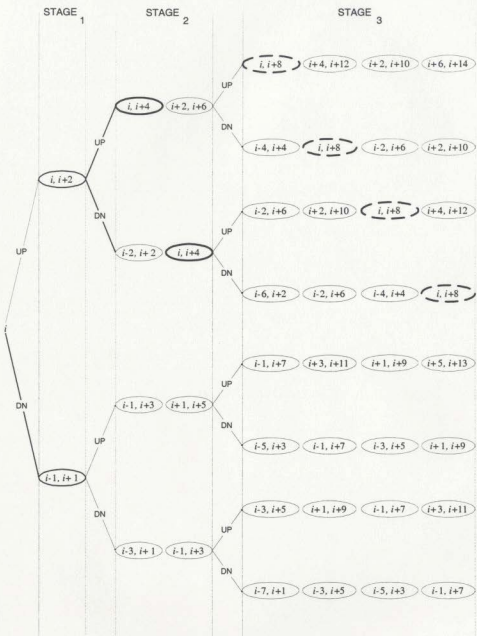 STAGE 1 STAGE 2 STAGE 3
i, i+8 i+4, i+12 i+2, i+10 i+6, i+14
UP
i, i+4 i+2, i+6
DN
UP
i-4, i+4 i, i+8 i-2, i+6 i+2, i+10
i, i+2
i-2, i+6 i+2, i+10 i, i+8 i+4, i+12
DN
UP
i-2, i+2 i, i+4
UP
DN
i-6, i+2 i-2, i+6 i-4, i+4 i, i+8
i
i-1, i+7 i+3, i+11 i+1, i+9 i+5, i+13
UP
DN
i-1, i+3 i+1, i+5
UP
DN
i-5, i+3 i-1, i+7 i-3, i+5 i+1, i+9
i-1, i+1
i-3, i+5 i+1, i+9 i-1, i+7 i+3, i+11
DN
UP
i-3, i+1 i-1, i+3
DN
i-7, i+1 i-3, i+5 i-5, i+3 i-1, i+7